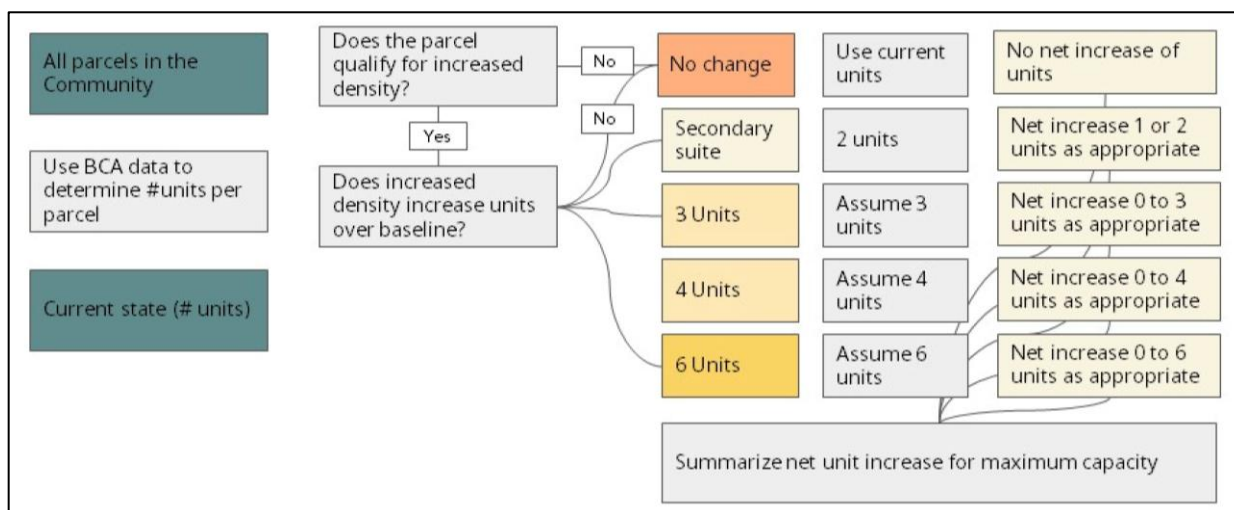 All parcels in the
Community
Use BCA data to
determine #units per
parcel
Current state (# units)
Does the parcel
qualify for increased
density?
No
Yes
No
Does increased
density increase units
over baseline?
No change
Use current
units
No net increase of
units
Secondary
suite
2 units
Net increase 1 or 2
units as appropriate
3 Units
Assume 3
units
Net increase 0 to 3
units as appropriate
4 Units
Assume 4
units
Net increase 0 to 4
units as appropriate
6 Units
Assume 6
units
Net increase 0 to 6
units as appropriate
Summarize net unit increase for maximum capacity